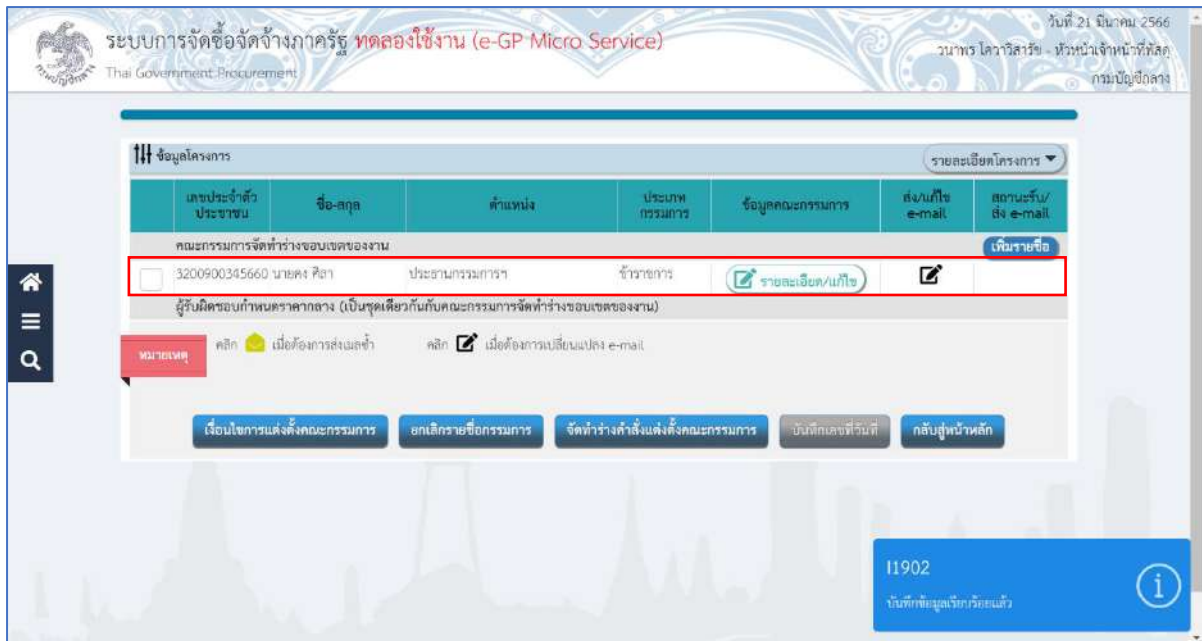 วันที่ 21 มีนาคม 2566
ระบบการจัดซื้อจัดจ้างภาครัฐ ทดลองใช้งาน (e-GP Micro Service)
วนาพร โควาวิสารัช - หัวหน้าเจ้าหน้าที่พัสดุ
Thai Government Procurement
กรมบัญชีกลาง
ข้อมูลโครงการ
รายละเอียดโครงการ
เลขประจำตัวประชาชน ชื่อ-สกุล ตำแหน่ง ประเภทกรรมการ ข้อมูลคณะกรรมการ ส่ง/แก้ไข e-mail สถานะรับ/ส่ง e-mail
คณะกรรมการจัดทำร่างขอบเขตของงาน เพิ่มรายชื่อ
3200900345660 นายคง ศิลา ประธานกรรมการฯ ข้าราชการ รายละเอียด/แก้ไข
ผู้รับผิดชอบกำหนดราคากลาง (เป็นชุดเดียวกันกับคณะกรรมการจัดทำร่างขอบเขตของงาน)
หมายเหตุ คลิก เมื่อต้องการส่งเมลซ้ำ คลิก เมื่อต้องการเปลี่ยนแปลง e-mail
เงื่อนไขการแต่งตั้งคณะกรรมการ ยกเลิกรายชื่อกรรมการ จัดทำร่างคำสั่งแต่งตั้งคณะกรรมการ บันทึกเลขที่วันที่ กลับสู่หน้าหลัก
I1902
บันทึกข้อมูลเรียบร้อยแล้ว